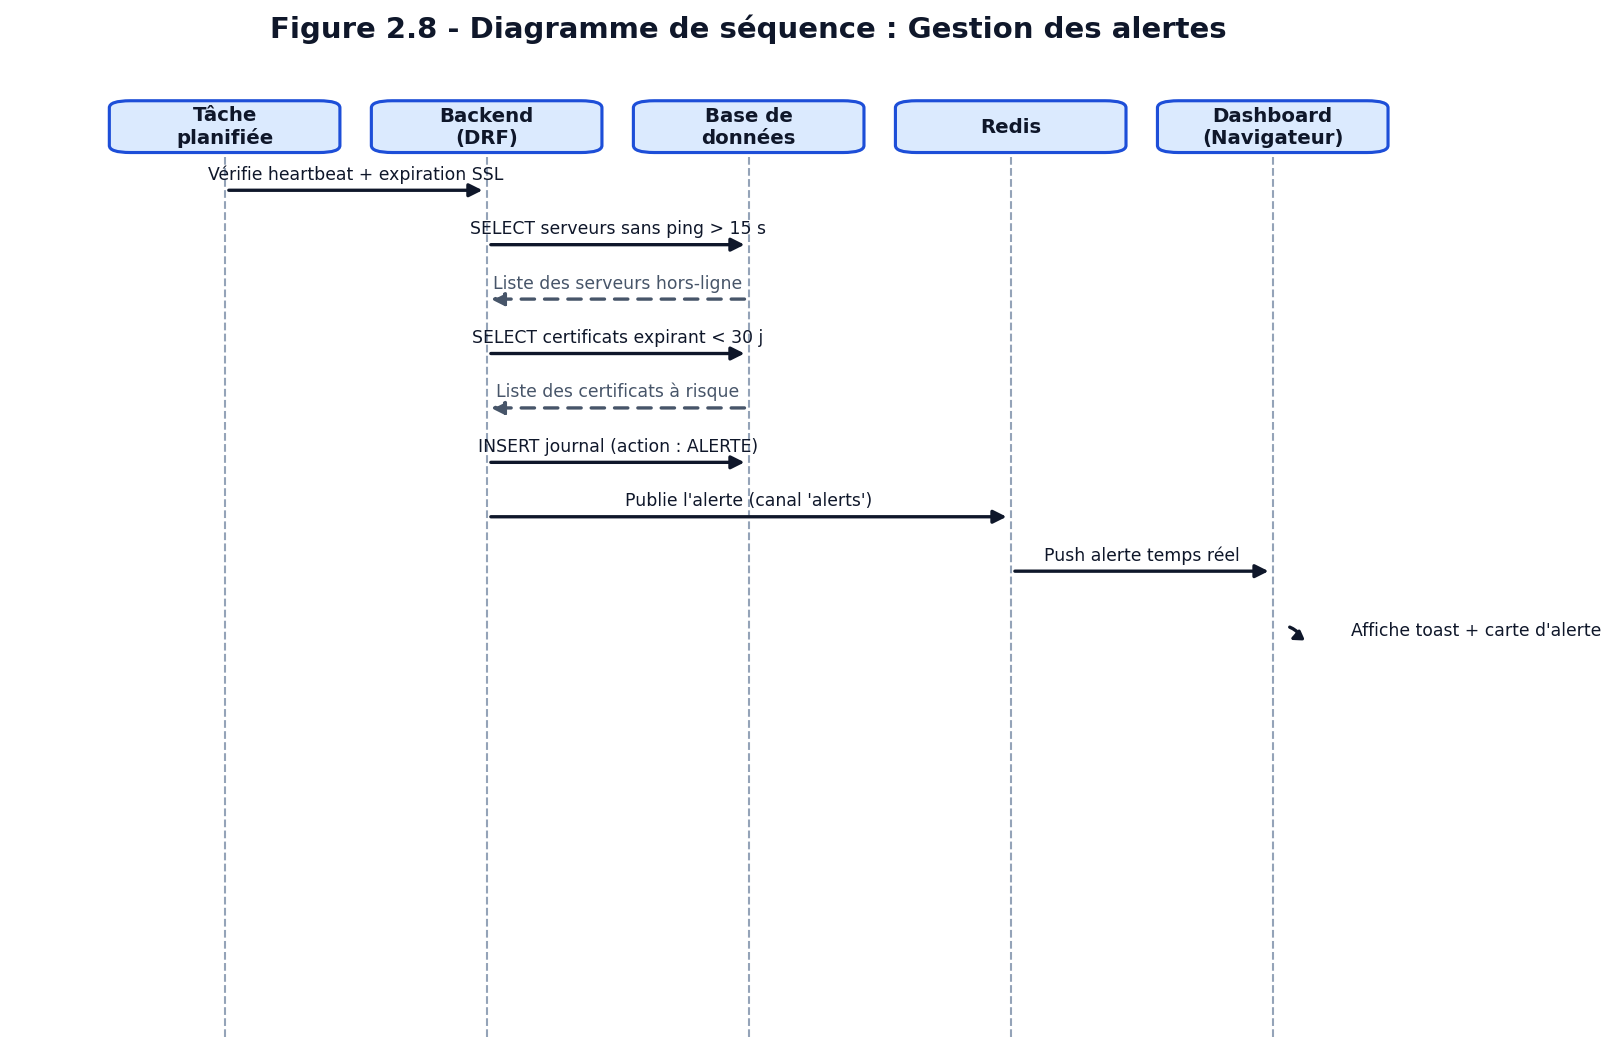 Figure 2.8 - Diagramme de séquence : Gestion des alertes
Tâche
planifiée
Backend
(DRF)
Base de
données
Redis
Dashboard
(Navigateur)
Vérifie heartbeat + expiration SSL
SELECT serveurs sans ping > 15 s
Liste des serveurs hors-ligne
SELECT certificats expirant < 30 j
Liste des certificats à risque
INSERT journal (action : ALERTE)
Publie l'alerte (canal 'alerts')
Push alerte temps réel
Affiche toast + carte d'alerte